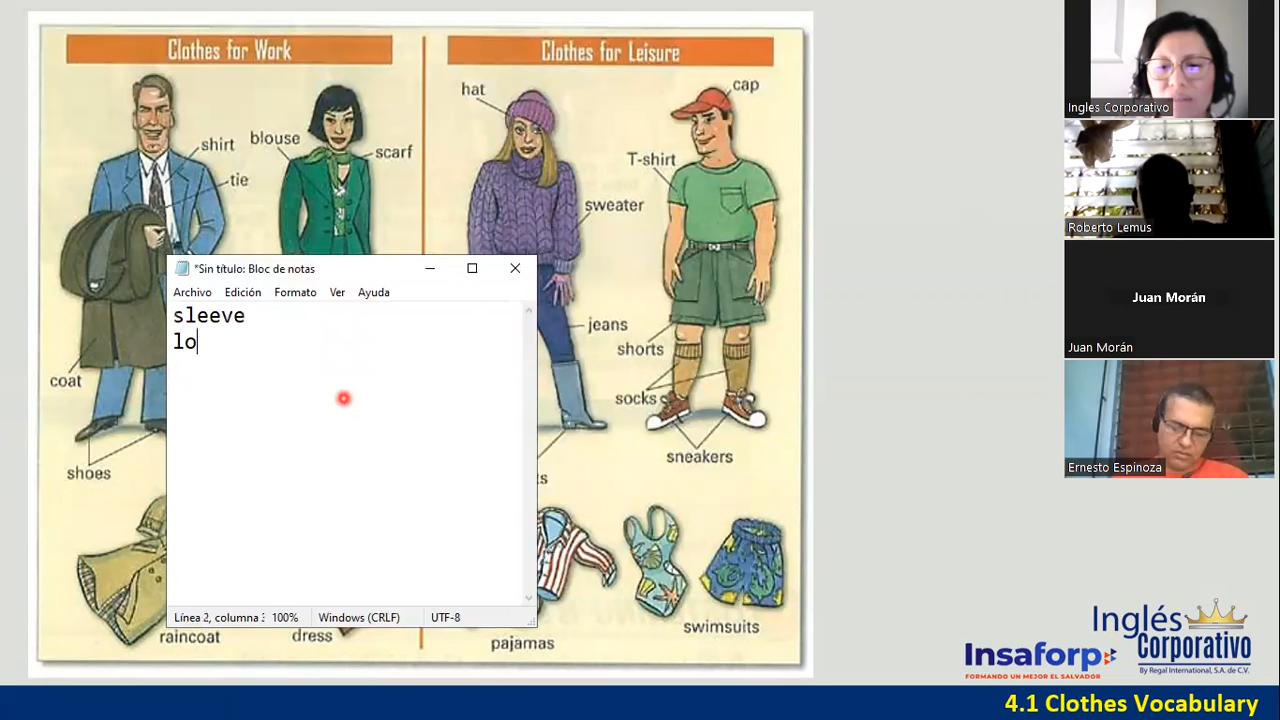 Clothes for Work
Clothes for Leisure
hat
cap
shirt
blouse
scarf
T-shirt
tie
sweater
*Sin título: Bloc de notas
Archivo Edición Formato Ver Ayuda
sleeve
lo
jeans
shorts
coat
socks
sneakers
shoes
ts
Línea 2, columna 100% Windows (CRLF) UTF-8
raincoat
dress
pajamas
swimsuits
Ingles Corporativo
Roberto Lemus
Juan Morán
Juan Morán
Ernesto Espinoza
Insaforp
FORMANDO UN MEJOR EL SALVADOR
Inglés
Corporativo
By Regal International, S.A. de C.V.
4.1 Clothes Vocabulary